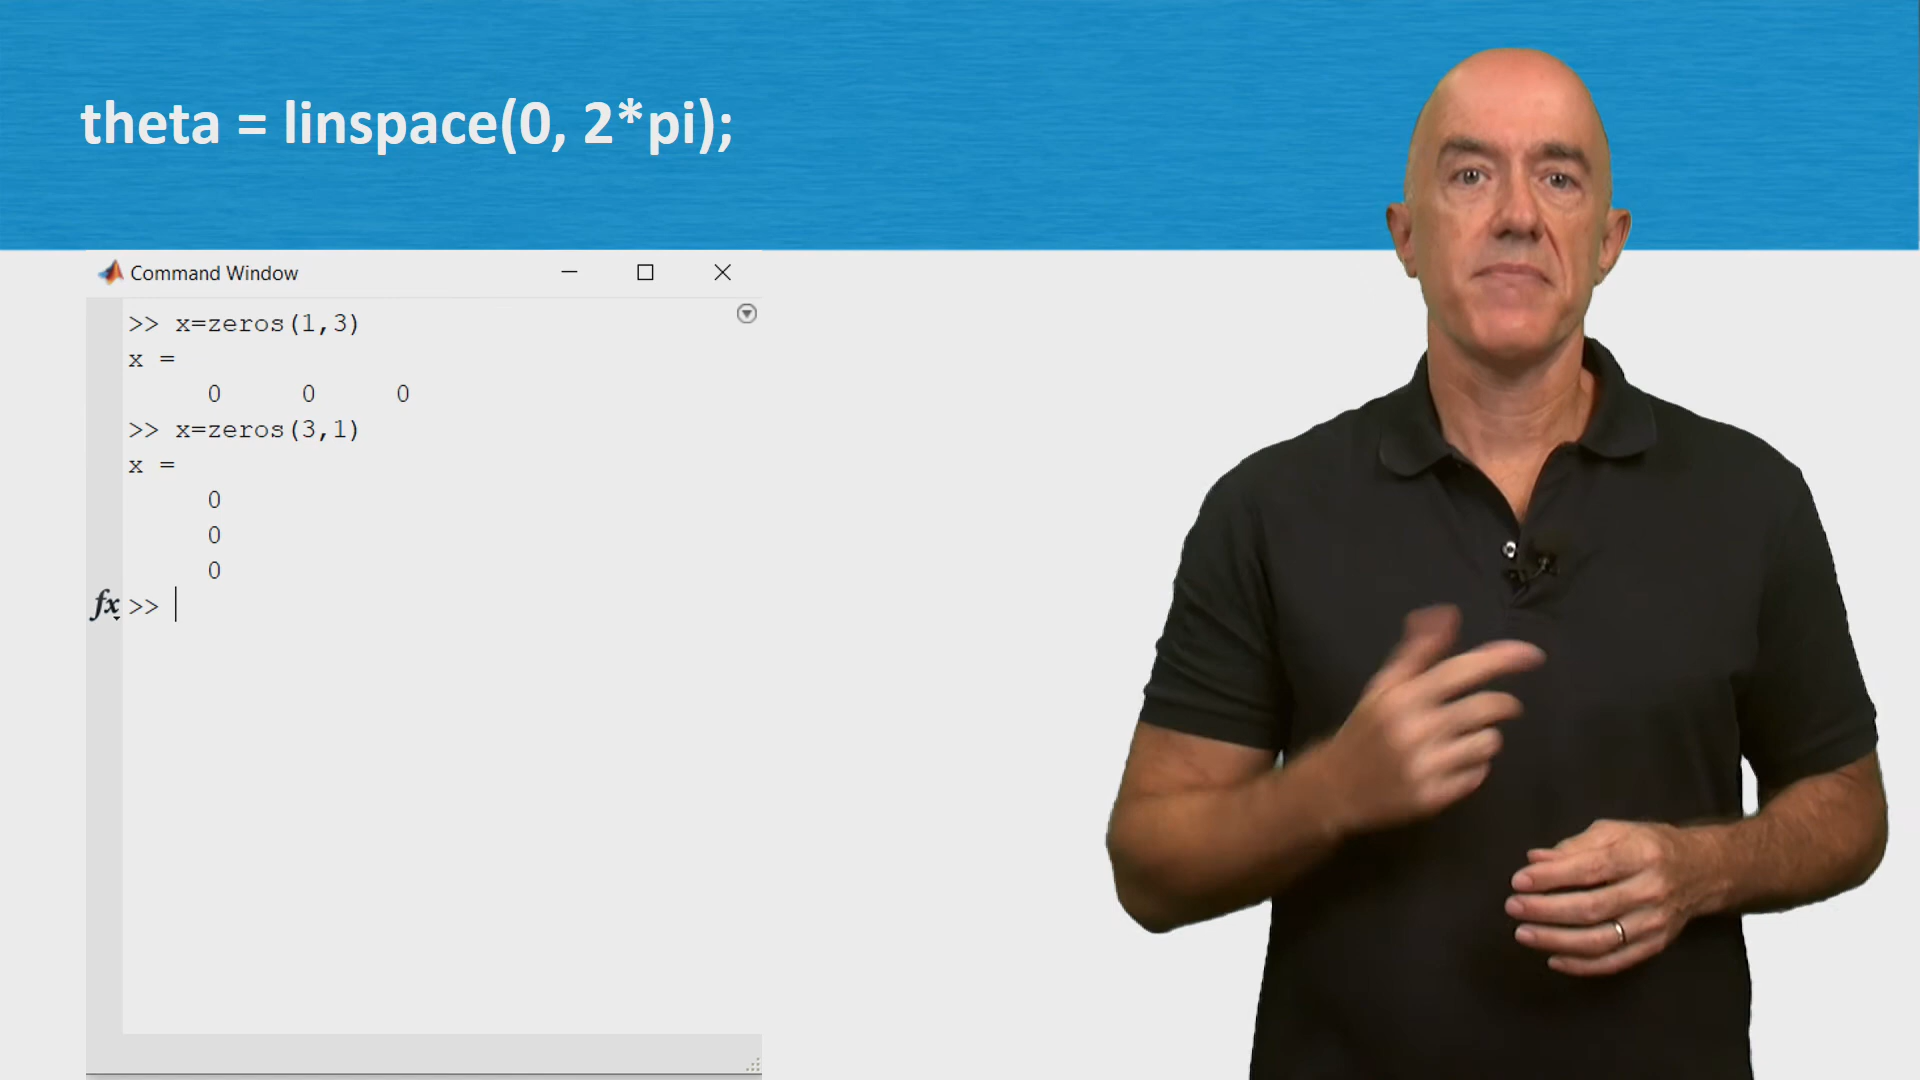 theta = linspace(0, 2*pi);
Command Window
>> x=zeros(1,3)
x =
0 0 0
>> x=zeros(3,1)
x =
0
0
0
fx >>